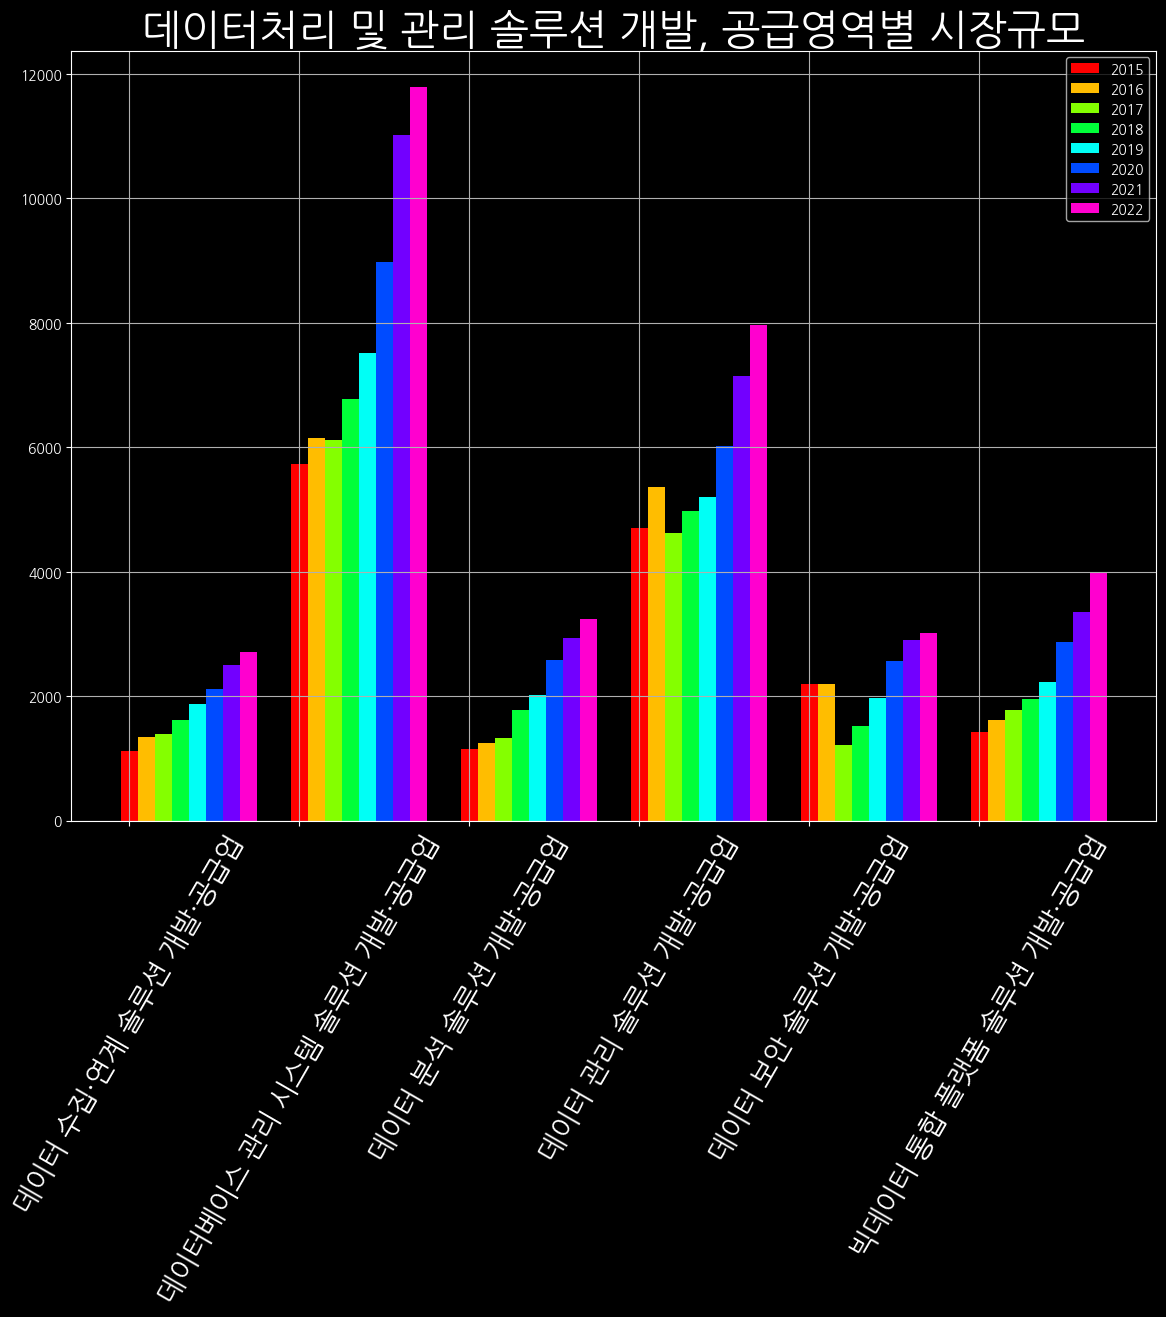 데이터처리 및 관리 솔루션 개발, 공급영역별 시장규모
2015
2016
2017
2018
2019
2020
2021
2022
12000
10000
8000
6000
4000
2000
0
데이터 수집·연계 솔루션 개발·공급업
데이터베이스 관리 시스템 솔루션 개발·공급업
데이터 분석 솔루션 개발·공급업
데이터 관리 솔루션 개발·공급업
데이터 보안 솔루션 개발·공급업
빅데이터 통합 플랫폼 솔루션 개발·공급업